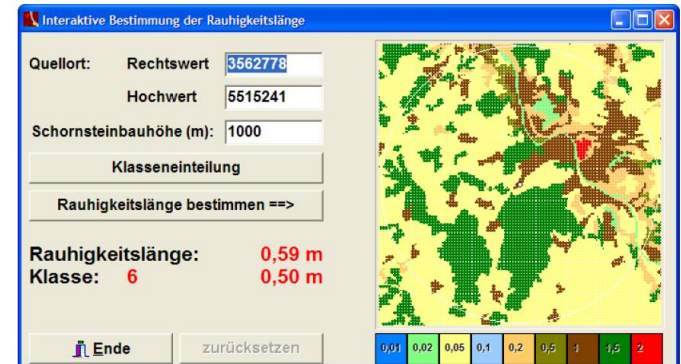 Interaktive Bestimmung der Rauhigkeitslänge
Quellort: Rechtswert 3562778
Hochwert 5515241
Schornsteinbauhöhe (m): 1000
Klasseneinteilung
Rauhigkeitslänge bestimmen ==>
Rauhigkeitslänge: 0,59 m
Klasse: 6 0,50 m
Ende zurücksetzen
0,01 0,02 0,05 0,1 0,2 0,5 1 1,5 2